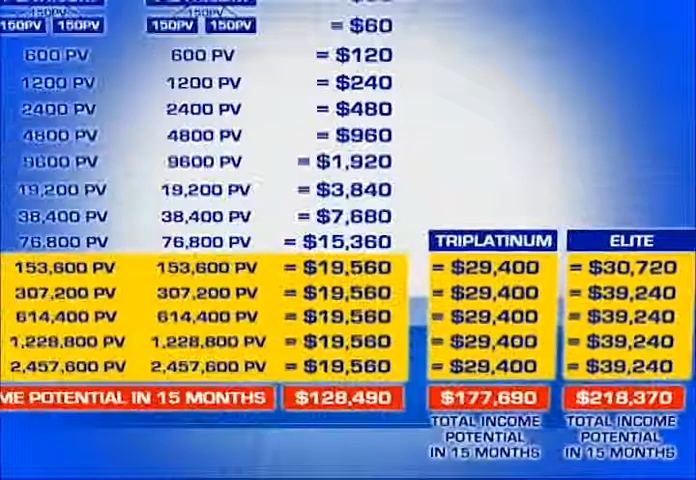 150PV 150PV 150PV 150PV = $60
600 PV 600 PV = $120
1200 PV 1200 PV = $240
2400 PV 2400 PV = $480
4800 PV 4800 PV = $960
9600 PV 9600 PV = $1,920
19,200 PV 19,200 PV = $3,840
38,400 PV 38,400 PV = $7,680
76,800 PV 76,800 PV = $15,360 TRIPLATINUM ELITE
153,600 PV 153,600 PV = $19,560 = $29,400 = $30,720
307,200 PV 307,200 PV = $19,560 = $29,400 = $39,240
614,400 PV 614,400 PV = $19,560 = $29,400 = $39,240
1,228,800 PV 1,228,800 PV = $19,560 = $29,400 = $39,240
2,457,600 PV 2,457,600 PV = $19,560 = $29,400 = $39,240
ME POTENTIAL IN 15 MONTHS $128,490 $177,690 $218,370
TOTAL INCOME TOTAL INCOME
POTENTIAL POTENTIAL
IN 15 MONTHS IN 15 MONTHS